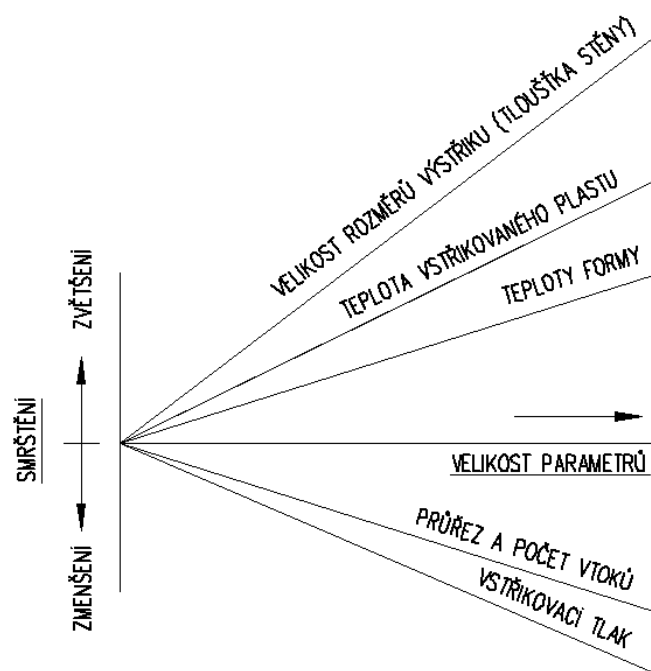 VELIKOST ROZMĚRŮ VÝSTŘIKU (TLOUŠŤKA STĚNY)
TEPLOTA VSTŘIKOVANÉHO PLASTU
TEPLOTY FORMY
ZVĚTŠENÍ
SMRŠTĚNÍ
ZMENŠENÍ
VELIKOST PARAMETRŮ
PRŮŘEZ A POČET VTOKŮ
VSTŘIKOVACÍ TLAK